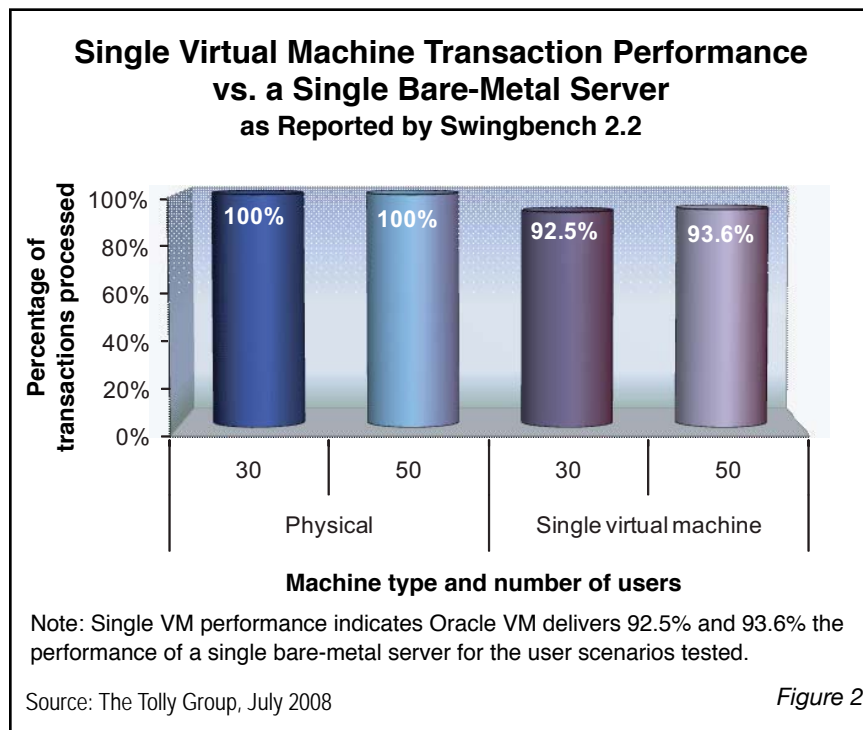 Single Virtual Machine Transaction Performance
vs. a Single Bare-Metal Server
as Reported by Swingbench 2.2
Percentage of
transactions processed
100%
80%
60%
40%
20%
0%
100%
100%
92.5%
93.6%
30
50
30
50
Physical
Single virtual machine
Machine type and number of users
Note: Single VM performance indicates Oracle VM delivers 92.5% and 93.6% the
performance of a single bare-metal server for the user scenarios tested.
Source: The Tolly Group, July 2008
Figure 2